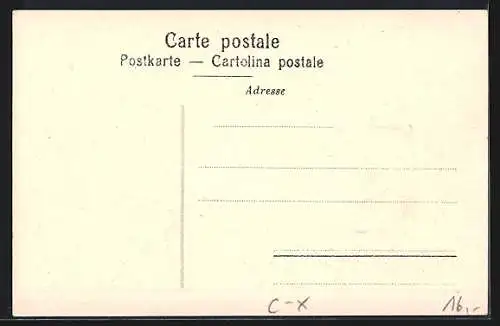 Carte postale
Postkarte — Cartolina postale
Adresse
C-X 16,-